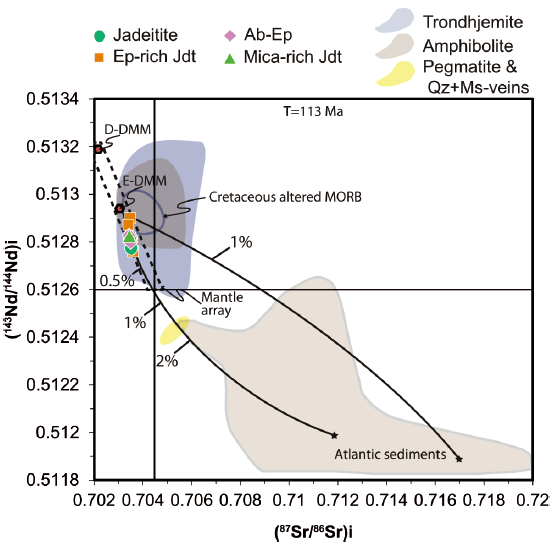 Jadeitite
Ab-Ep
Trondhjemite
Ep-rich Jdt
Mica-rich Jdt
Amphibolite
Pegmatite &
Qz+Ms-veins
0.5134
T=113 Ma
D-DMM
0.5132
E-DMM
0.513
Cretaceous altered MORB
0.5128
1%
0.5%
0.5126
Mantle
array
1%
0.5124
2%
0.5122
0.512
Atlantic sediments
0.5118
0.702 0.704 0.706 0.708 0.71 0.712 0.714 0.716 0.718 0.72
(⁸⁷Sr/⁸⁶Sr)i
(¹⁴³Nd/¹⁴⁴Nd)i